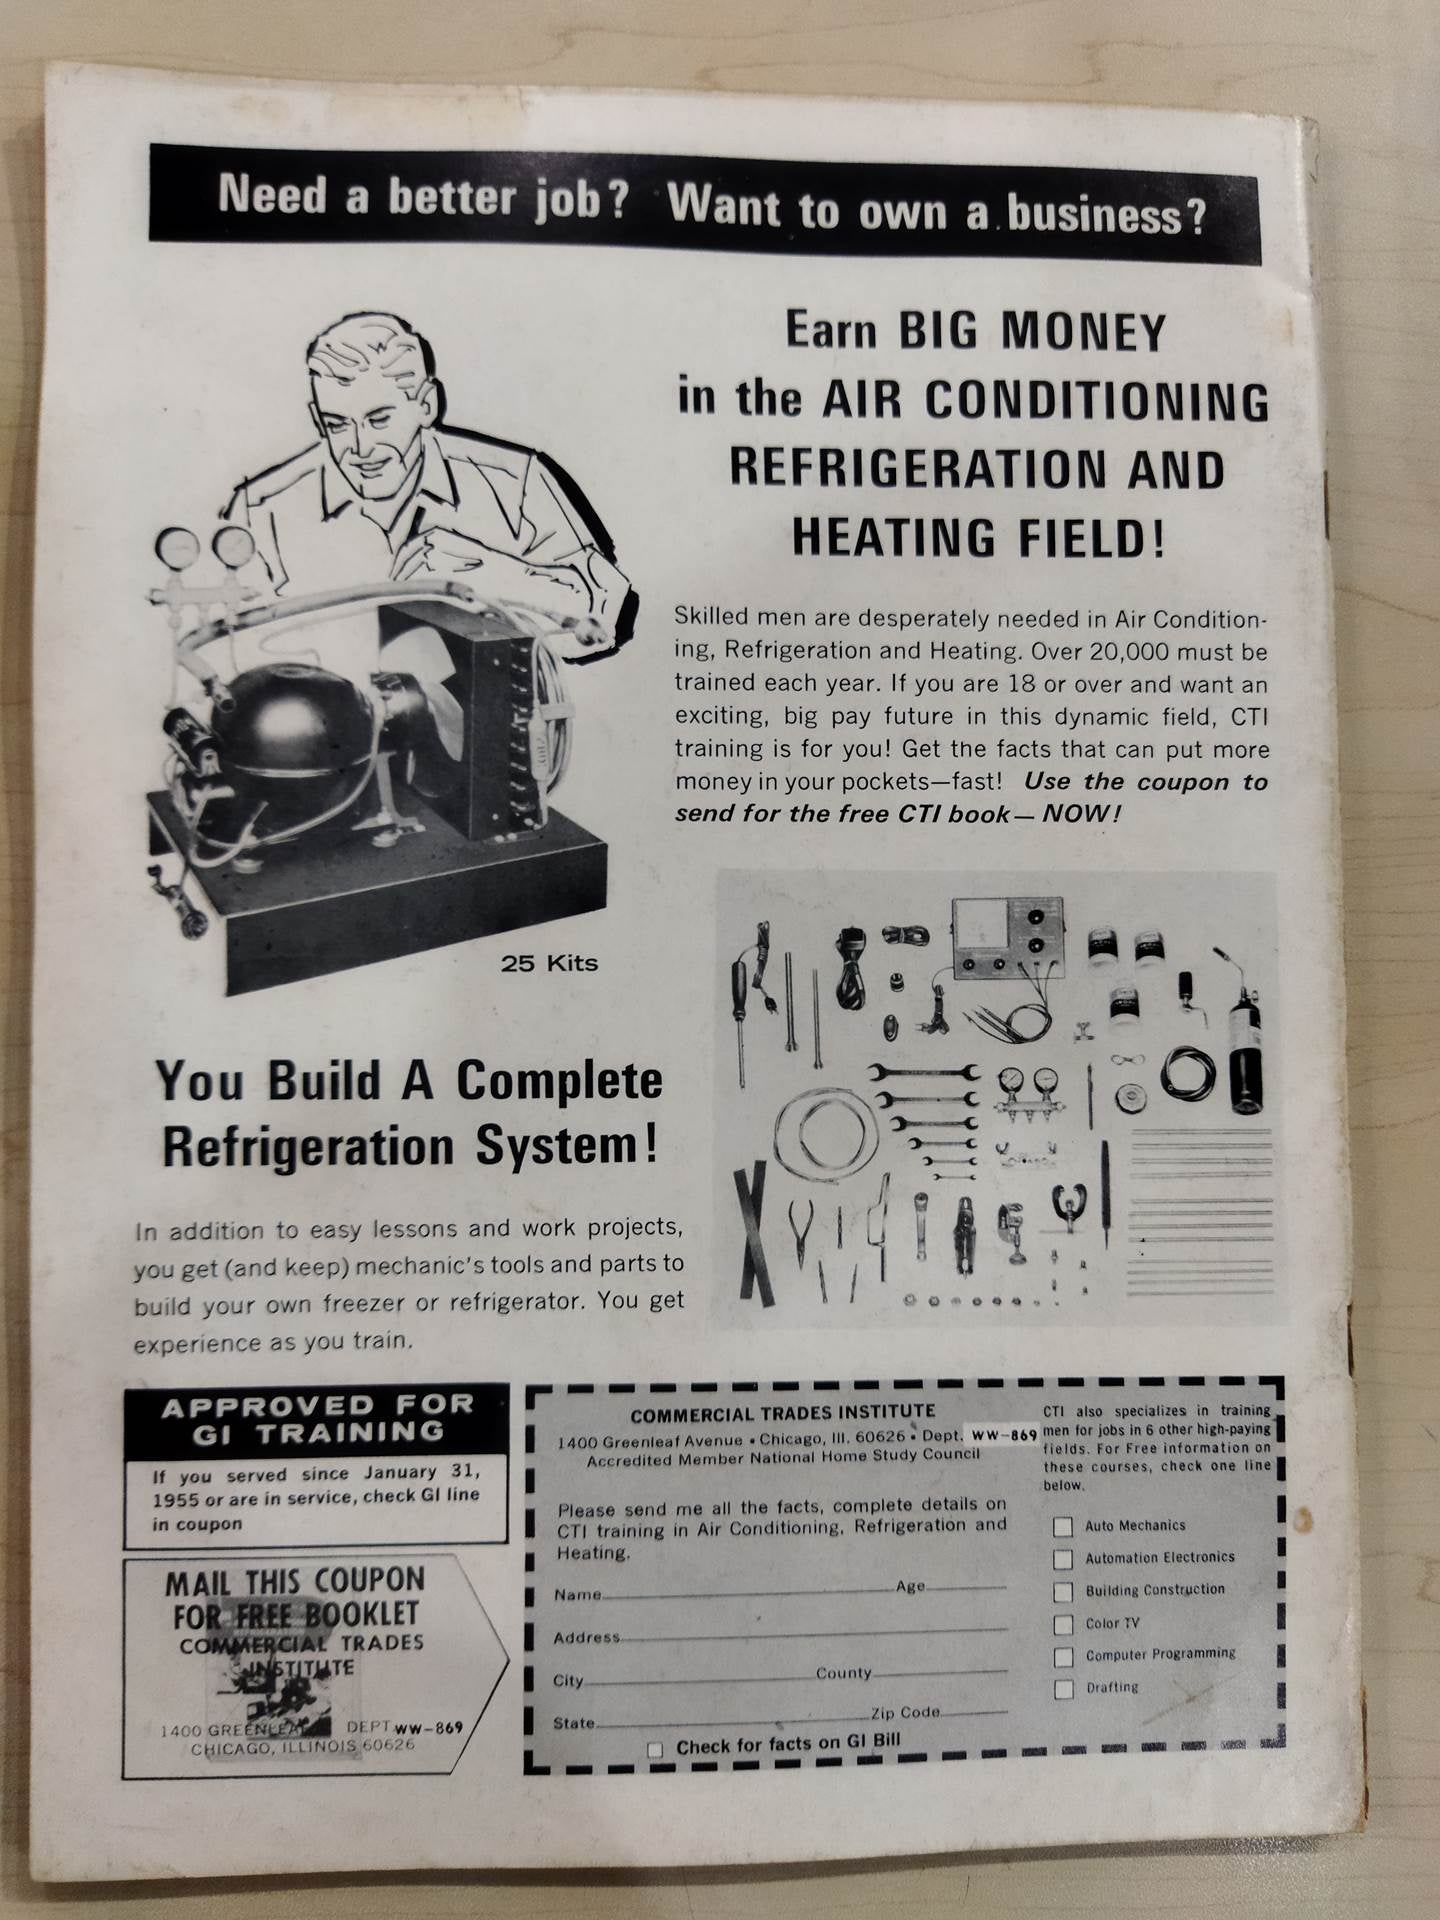 Need a better job? Want to own a business?
Earn BIG MONEY
in the AIR CONDITIONING
REFRIGERATION AND
HEATING FIELD!
Skilled men are desperately needed in Air Condition-
ing, Refrigeration and Heating. Over 20,000 must be
trained each year. If you are 18 or over and want an
exciting, big pay future in this dynamic field, CTI
training is for you! Get the facts that can put more
money in your pockets—fast! Use the coupon to
send for the free CTI book—NOW!
25 Kits
You Build A Complete
Refrigeration System!
In addition to easy lessons and work projects,
you get (and keep) mechanic's tools and parts to
build your own freezer or refrigerator. You get
experience as you train.
APPROVED FOR
GI TRAINING
If you served since January 31,
1955 or are in service, check GI line
in coupon
MAIL THIS COUPON
FOR FREE BOOKLET
COMMERCIAL TRADES
INSTITUTE
1400 GREENLEAF DEPT WW-869
CHICAGO, ILLINOIS 60626
COMMERCIAL TRADES INSTITUTE
1400 Greenleaf Avenue • Chicago, Ill. 60626 • Dept. WW-869
Accredited Member National Home Study Council
Please send me all the facts, complete details on
CTI training in Air Conditioning, Refrigeration and
Heating.
Name Age
Address
City County
State Zip Code
Check for facts on GI Bill
CTI also specializes in training
men for jobs in 6 other high-paying
fields. For Free information on
these courses, check one line
below.
Auto Mechanics
Automation Electronics
Building Construction
Color TV
Computer Programming
Drafting